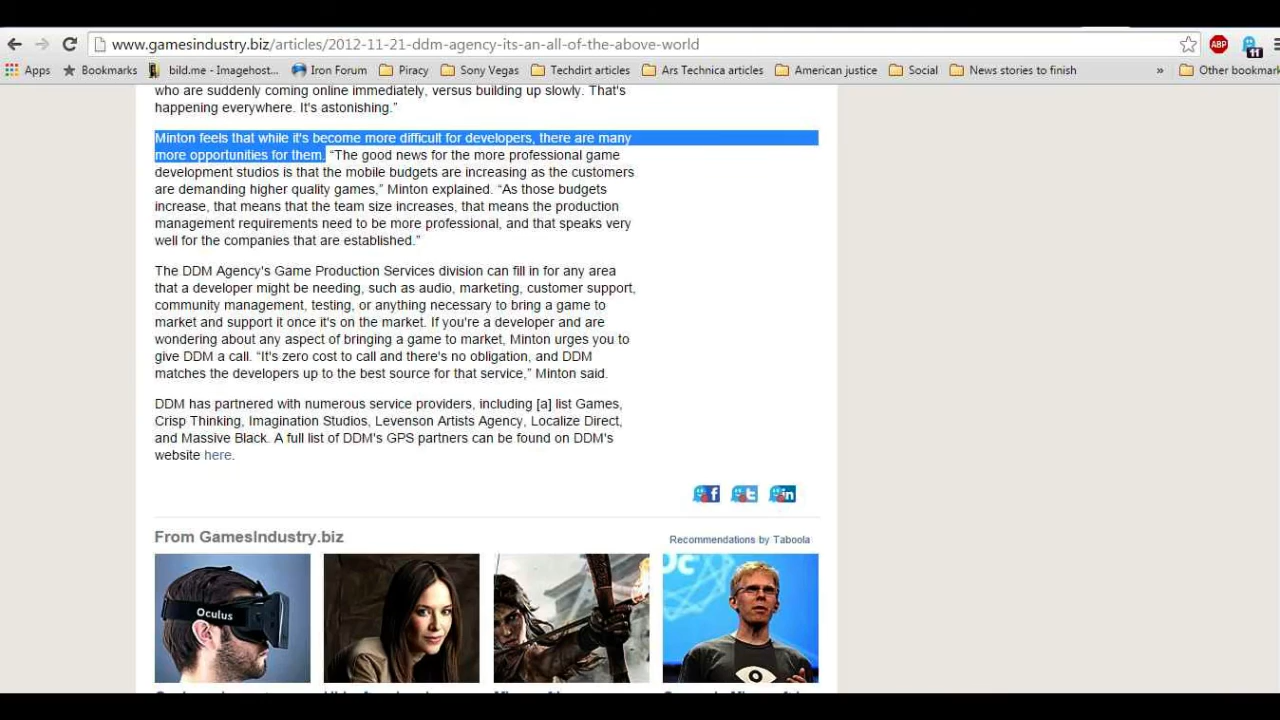 www.gamesindustry.biz/articles/2012-11-21-ddm-agency-its-an-all-of-the-above-world
ABP
11
Apps Bookmarks bild.me - Imagehost... Iron Forum Piracy Sony Vegas Techdirt articles Ars Technica articles American justice Social News stories to finish » Other bookmark
who are suddenly coming online immediately, versus building up slowly. That's
happening everywhere. It's astonishing.”
Minton feels that while it's become more difficult for developers, there are many
more opportunities for them. “The good news for the more professional game
development studios is that the mobile budgets are increasing as the customers
are demanding higher quality games,” Minton explained. “As those budgets
increase, that means that the team size increases, that means the production
management requirements need to be more professional, and that speaks very
well for the companies that are established.”
The DDM Agency's Game Production Services division can fill in for any area
that a developer might be needing, such as audio, marketing, customer support,
community management, testing, or anything necessary to bring a game to
market and support it once it's on the market. If you're a developer and are
wondering about any aspect of bringing a game to market, Minton urges you to
give DDM a call. “It's zero cost to call and there's no obligation, and DDM
matches the developers up to the best source for that service,” Minton said.
DDM has partnered with numerous service providers, including [a] list Games,
Crisp Thinking, Imagination Studios, Levenson Artists Agency, Localize Direct,
and Massive Black. A full list of DDM's GPS partners can be found on DDM's
website here.
From GamesIndustry.biz
Recommendations by Taboola
Oculus